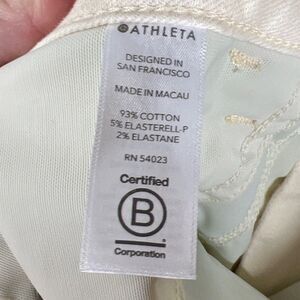 ATHLETA
DESIGNED IN
SAN FRANCISCO
MADE IN MACAU
93% COTTON
5% ELASTERELL-P
2% ELASTANE
RN 54023
Certified
B
Corporation